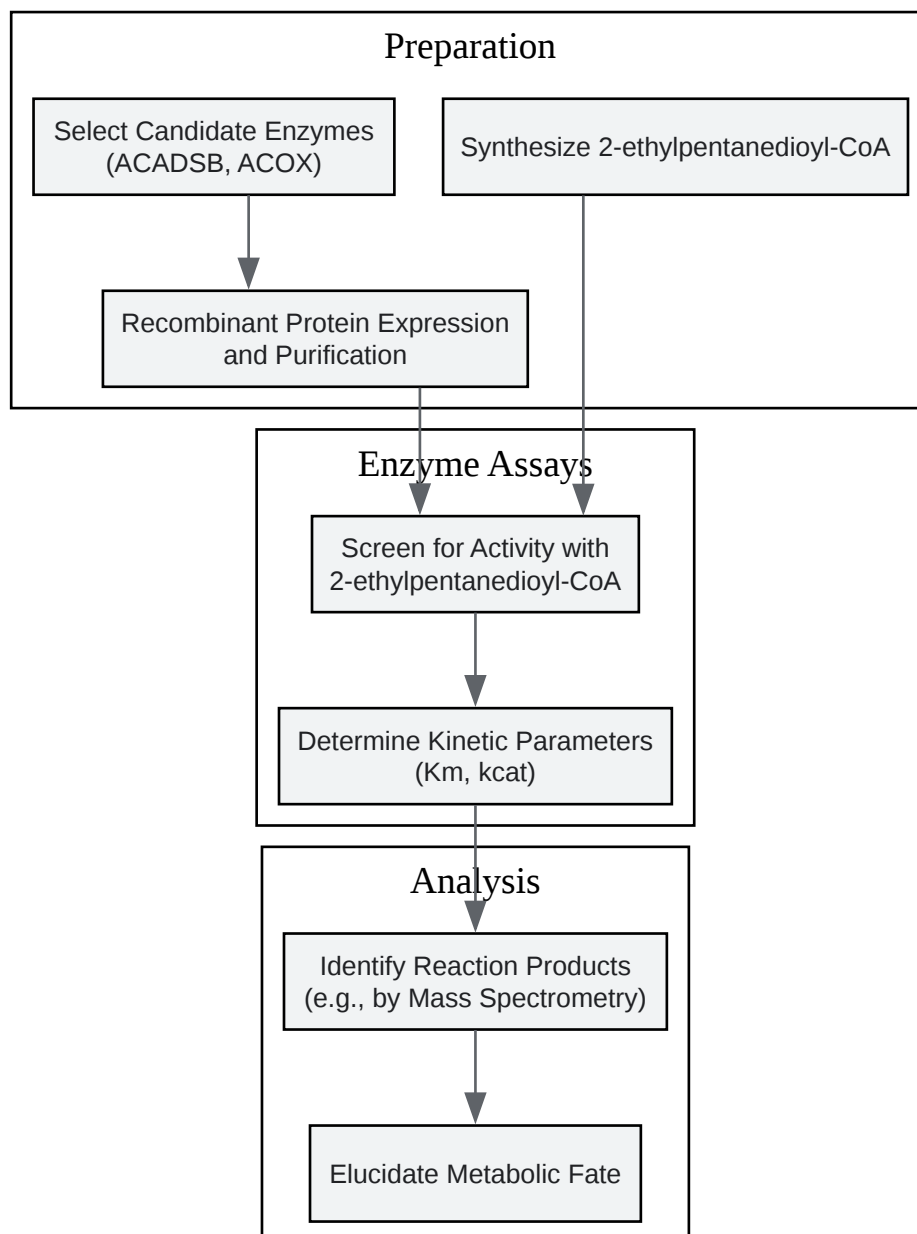 Preparation
Select Candidate Enzymes
(ACADSB, ACOX)
Synthesize 2-ethylpentanedioyl-CoA
Recombinant Protein Expression
and Purification
Enzyme Assays
Screen for Activity with
2-ethylpentanedioyl-CoA
Determine Kinetic Parameters
(Km, kcat)
Analysis
Identify Reaction Products
(e.g., by Mass Spectrometry)
Elucidate Metabolic Fate